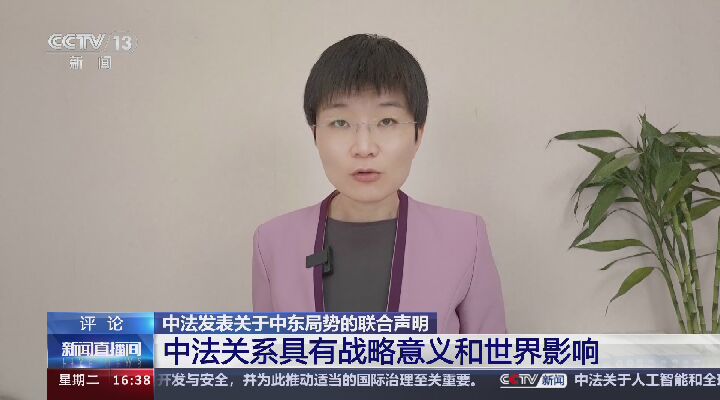 CCTV 13
新闻
评论
中法发表关于中东局势的联合声明
新闻直播间
中法关系具有战略意义和世界影响
星期二 16:38 开发与安全，并为此推动适当的国际治理至关重要。 CCTV 新闻 中法关于人工智能和全